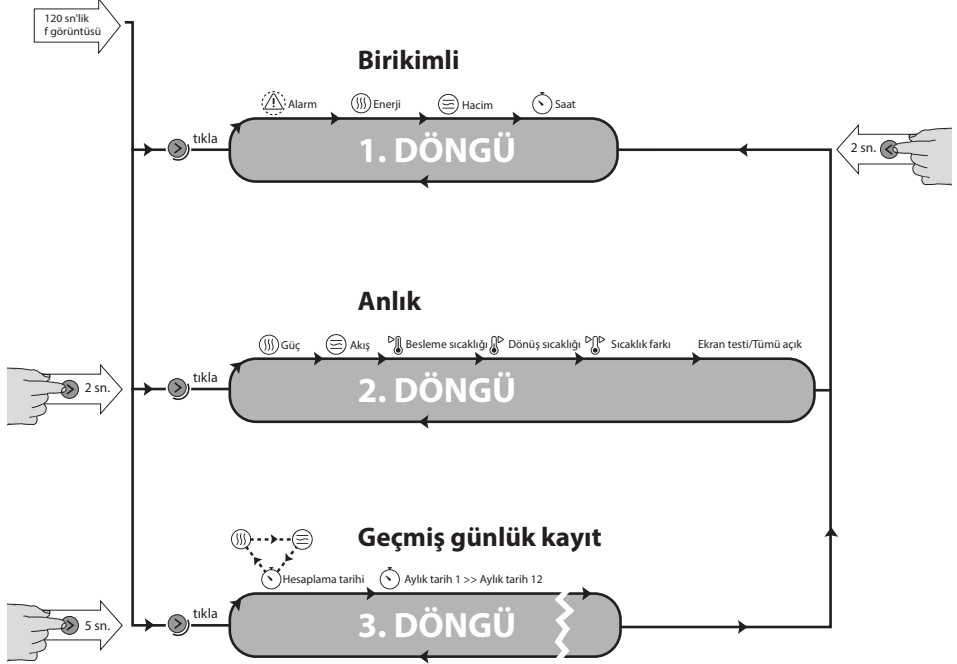 120 sn'lik
f görüntüsü
Birikimli
Alarm
Enerji
Hacim
Saat
tıkla
1. DÖNGÜ
2 sn.
Anlık
Güç
Akış
Besleme sıcaklığı
Dönüş sıcaklığı
Sıcaklık farkı
Ekran testi/Tümü açık
2 sn.
tıkla
2. DÖNGÜ
Geçmiş günlük kayıt
Hesaplama tarihi
Aylık tarih 1 >> Aylık tarih 12
5 sn.
tıkla
3. DÖNGÜ